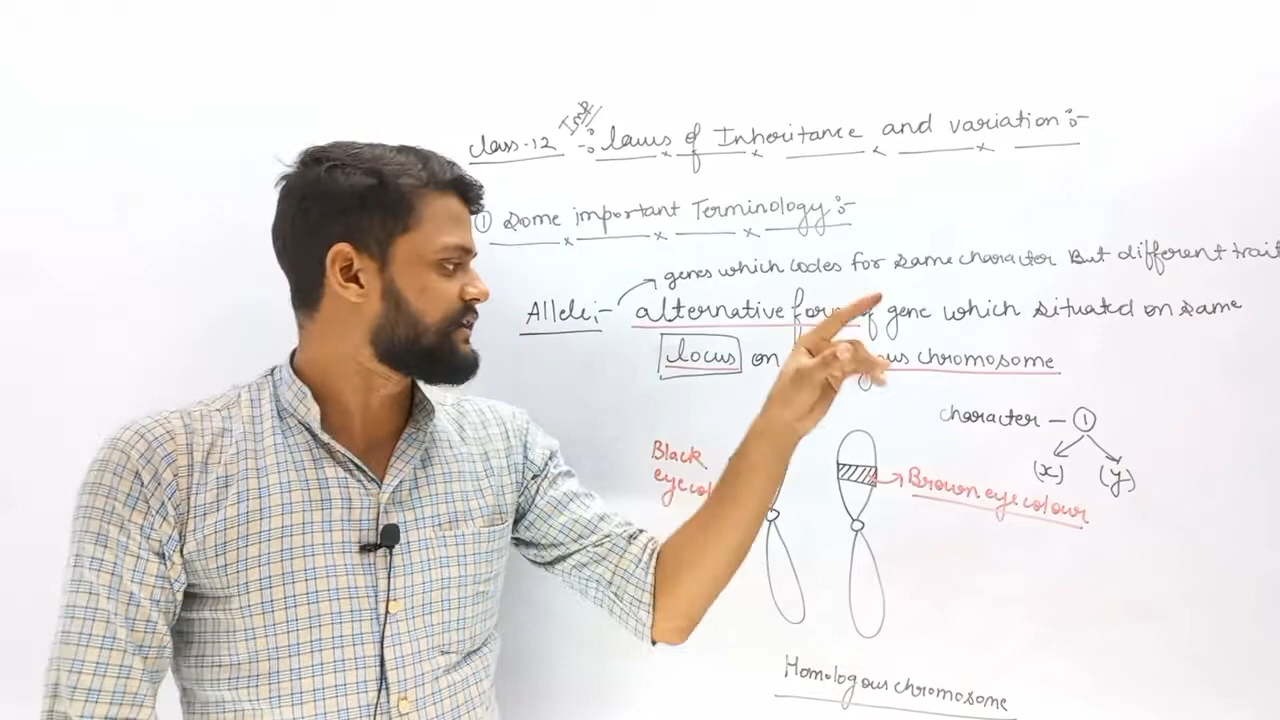 Class-12 :- laws of Inheritance and variation :-
Imp
① Some important Terminology :-
genes which codes for same character But different trait
Allele :- alternative form of gene which situated on same
locus on chromosome
character - ①
(x) (y)
Black
eye
Brown eye colour
Homologous chromosome